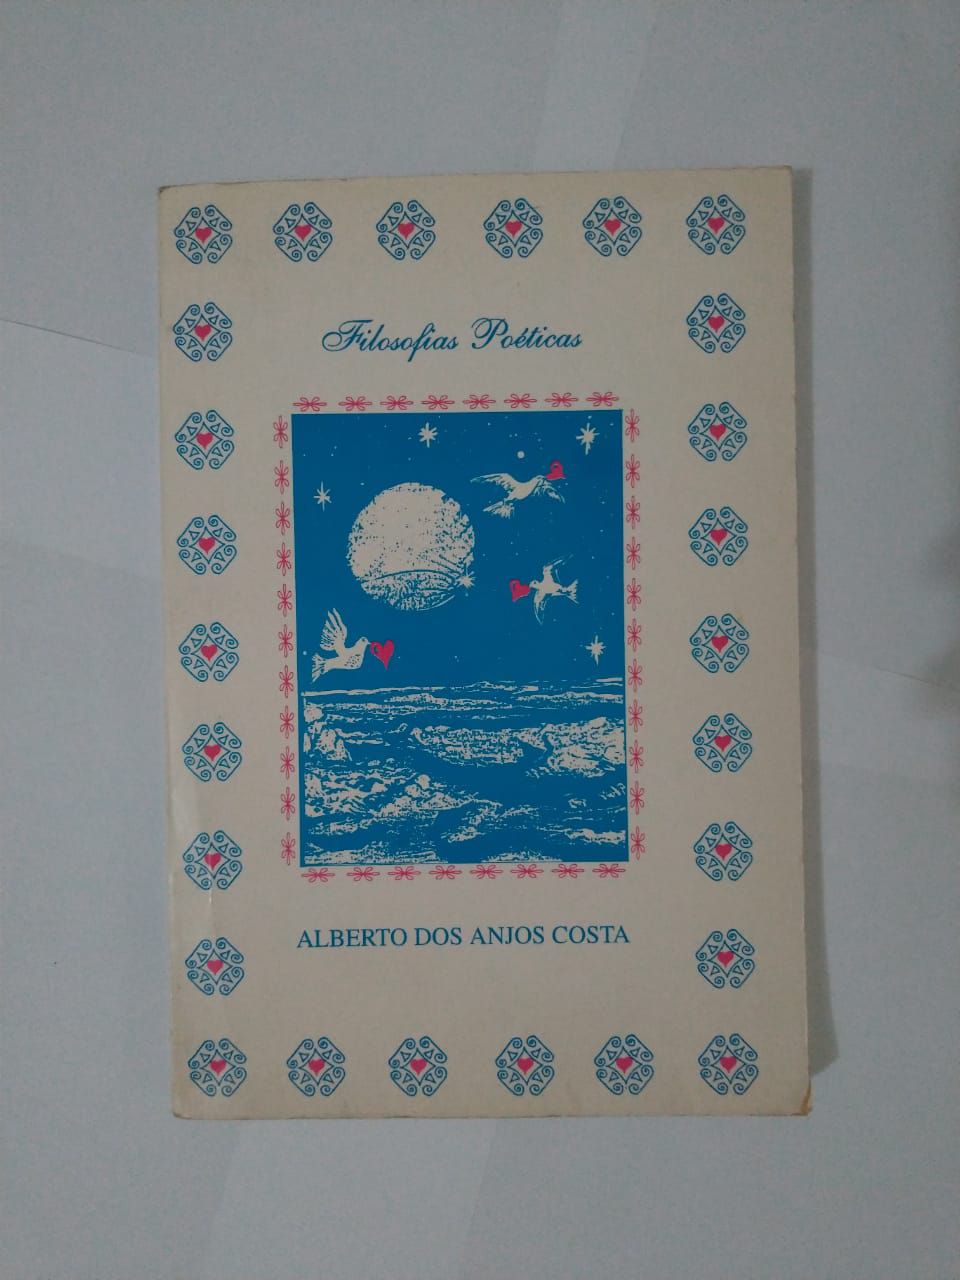 Filosofias Poéticas
ALBERTO DOS ANJOS COSTA